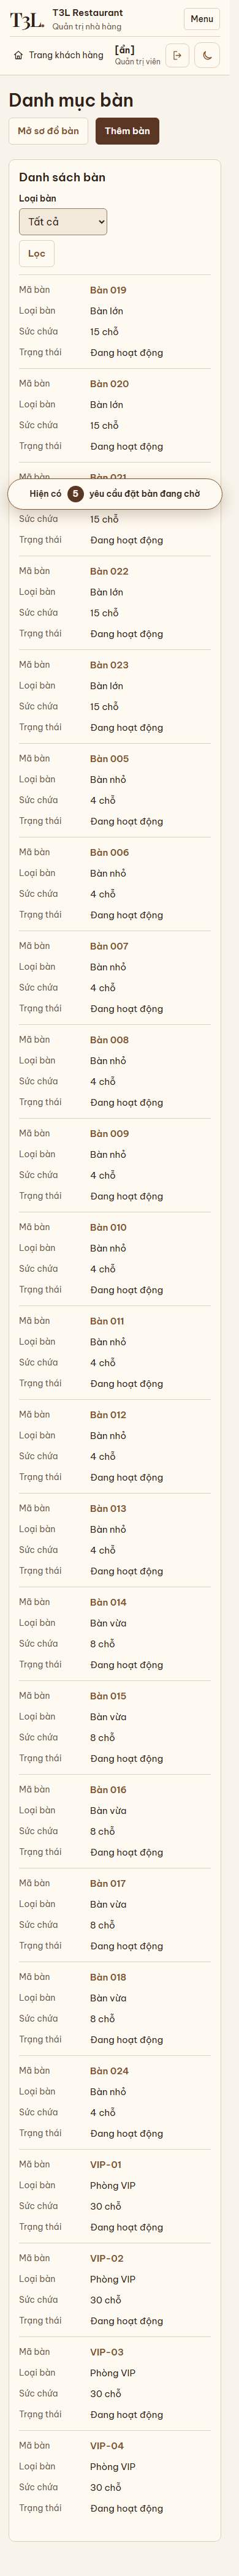 T3L.
T3L Restaurant
Quản trị nhà hàng
Menu
Trang khách hàng
[ẩn]
Quản trị viên
Danh mục bàn
Mở sơ đồ bàn
Thêm bàn
Danh sách bàn
Loại bàn
Tất cả
Lọc
Mã bàn Bàn 019
Loại bàn Bàn lớn
Sức chứa 15 chỗ
Trạng thái Đang hoạt động
Mã bàn Bàn 020
Loại bàn Bàn lớn
Sức chứa 15 chỗ
Trạng thái Đang hoạt động
Mã bàn Bàn 021
Hiện có 5 yêu cầu đặt bàn đang chờ
Sức chứa 15 chỗ
Trạng thái Đang hoạt động
Mã bàn Bàn 022
Loại bàn Bàn lớn
Sức chứa 15 chỗ
Trạng thái Đang hoạt động
Mã bàn Bàn 023
Loại bàn Bàn lớn
Sức chứa 15 chỗ
Trạng thái Đang hoạt động
Mã bàn Bàn 005
Loại bàn Bàn nhỏ
Sức chứa 4 chỗ
Trạng thái Đang hoạt động
Mã bàn Bàn 006
Loại bàn Bàn nhỏ
Sức chứa 4 chỗ
Trạng thái Đang hoạt động
Mã bàn Bàn 007
Loại bàn Bàn nhỏ
Sức chứa 4 chỗ
Trạng thái Đang hoạt động
Mã bàn Bàn 008
Loại bàn Bàn nhỏ
Sức chứa 4 chỗ
Trạng thái Đang hoạt động
Mã bàn Bàn 009
Loại bàn Bàn nhỏ
Sức chứa 4 chỗ
Trạng thái Đang hoạt động
Mã bàn Bàn 010
Loại bàn Bàn nhỏ
Sức chứa 4 chỗ
Trạng thái Đang hoạt động
Mã bàn Bàn 011
Loại bàn Bàn nhỏ
Sức chứa 4 chỗ
Trạng thái Đang hoạt động
Mã bàn Bàn 012
Loại bàn Bàn nhỏ
Sức chứa 4 chỗ
Trạng thái Đang hoạt động
Mã bàn Bàn 013
Loại bàn Bàn nhỏ
Sức chứa 4 chỗ
Trạng thái Đang hoạt động
Mã bàn Bàn 014
Loại bàn Bàn vừa
Sức chứa 8 chỗ
Trạng thái Đang hoạt động
Mã bàn Bàn 015
Loại bàn Bàn vừa
Sức chứa 8 chỗ
Trạng thái Đang hoạt động
Mã bàn Bàn 016
Loại bàn Bàn vừa
Sức chứa 8 chỗ
Trạng thái Đang hoạt động
Mã bàn Bàn 017
Loại bàn Bàn vừa
Sức chứa 8 chỗ
Trạng thái Đang hoạt động
Mã bàn Bàn 018
Loại bàn Bàn vừa
Sức chứa 8 chỗ
Trạng thái Đang hoạt động
Mã bàn Bàn 024
Loại bàn Bàn nhỏ
Sức chứa 4 chỗ
Trạng thái Đang hoạt động
Mã bàn VIP-01
Loại bàn Phòng VIP
Sức chứa 30 chỗ
Trạng thái Đang hoạt động
Mã bàn VIP-02
Loại bàn Phòng VIP
Sức chứa 30 chỗ
Trạng thái Đang hoạt động
Mã bàn VIP-03
Loại bàn Phòng VIP
Sức chứa 30 chỗ
Trạng thái Đang hoạt động
Mã bàn VIP-04
Loại bàn Phòng VIP
Sức chứa 30 chỗ
Trạng thái Đang hoạt động